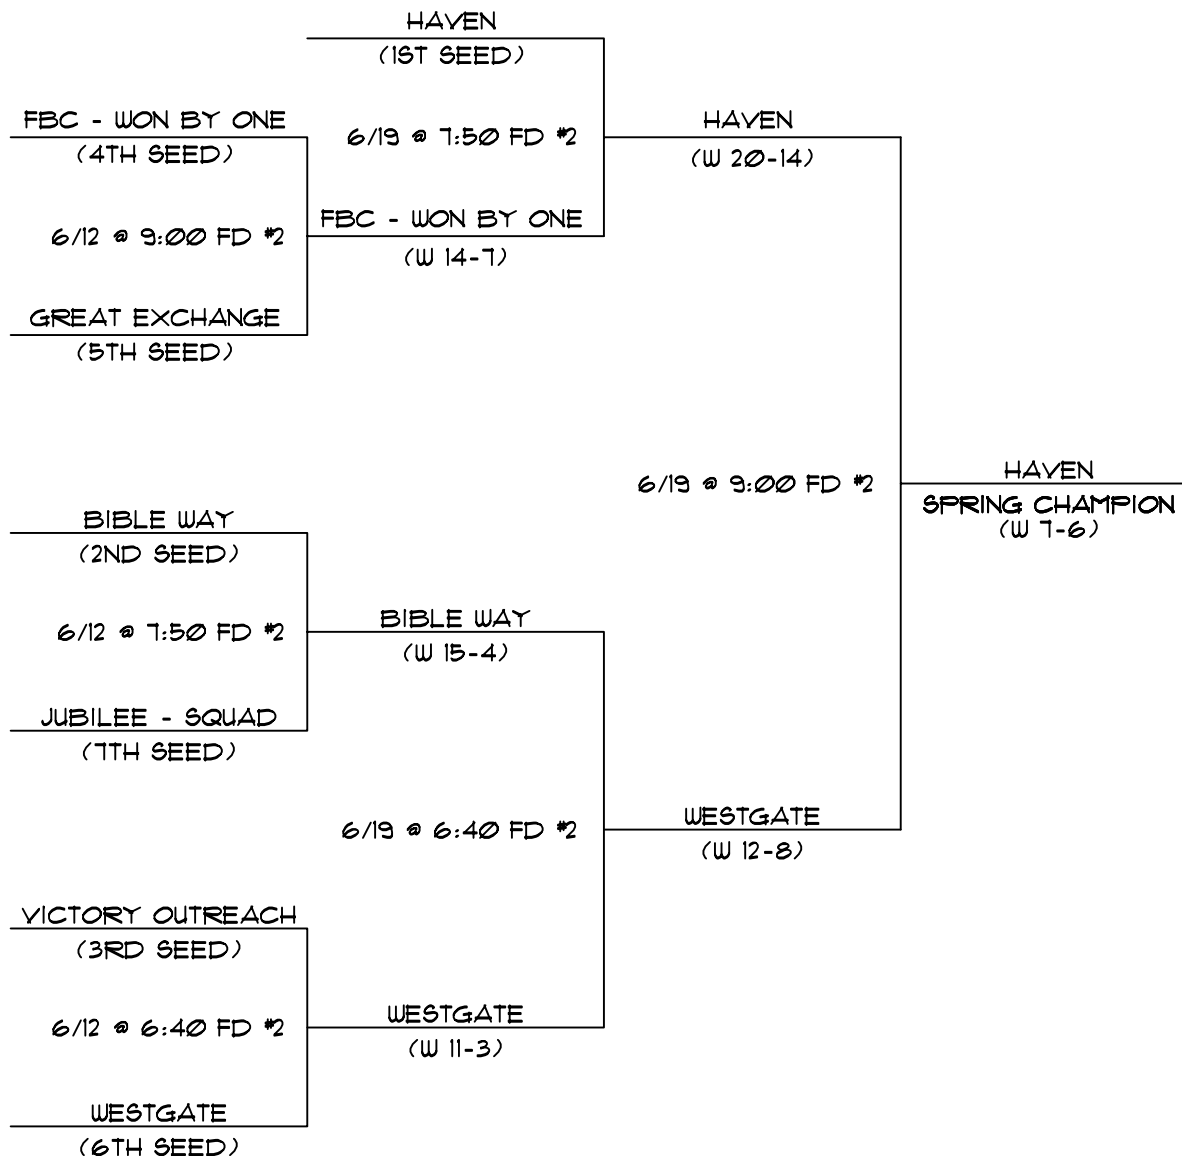 HAVEN
(1ST SEED)
FBC - WON BY ONE
(4TH SEED)
6/19 @ 7:50 FD #2
HAVEN
(W 20-14)
6/12 @ 9:00 FD #2
FBC - WON BY ONE
(W 14-7)
GREAT EXCHANGE
(5TH SEED)
6/19 @ 9:00 FD #2
HAVEN
SPRING CHAMPION
(W 7-6)
BIBLE WAY
(2ND SEED)
6/12 @ 7:50 FD #2
BIBLE WAY
(W 15-4)
JUBILEE - SQUAD
(7TH SEED)
6/19 @ 6:40 FD #2
WESTGATE
(W 12-8)
VICTORY OUTREACH
(3RD SEED)
6/12 @ 6:40 FD #2
WESTGATE
(W 11-3)
WESTGATE
(6TH SEED)